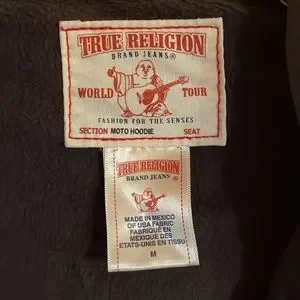 TRUE RELIGION
BRAND JEANS®
WORLD TOUR
FASHION FOR THE SENSES
SECTION MOTO HOODIE SEAT
TRUE RELIGION
BRAND JEANS
MADE IN MEXICO
OF USA FABRIC
FABRIQUÉ EN
MEXIQUE DES
ETATS-UNIS EN TISSU
M